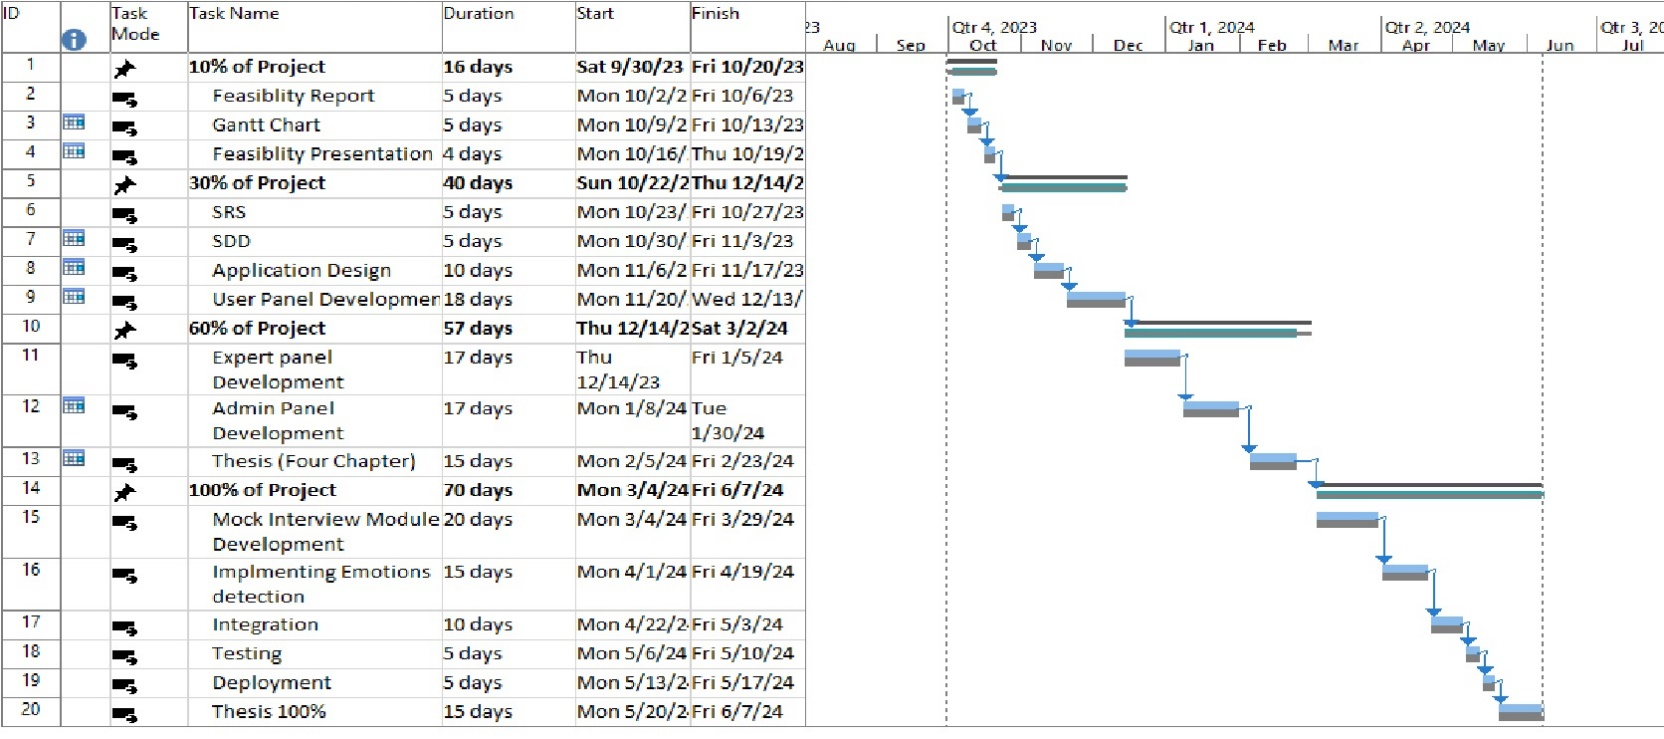 ID Task Mode Task Name Duration Start Finish
23 Qtr 4, 2023 Qtr 1, 2024 Qtr 2, 2024 Qtr 3, 20
Aug Sep Oct Nov Dec Jan Feb Mar Apr May Jun Jul
1 10% of Project 16 days Sat 9/30/23 Fri 10/20/23
2 Feasiblity Report 5 days Mon 10/2/2 Fri 10/6/23
3 Gantt Chart 5 days Mon 10/9/2 Fri 10/13/23
4 Feasiblity Presentation 4 days Mon 10/16/ Thu 10/19/2
5 30% of Project 40 days Sun 10/22/2 Thu 12/14/2
6 SRS 5 days Mon 10/23/ Fri 10/27/23
7 SDD 5 days Mon 10/30/ Fri 11/3/23
8 Application Design 10 days Mon 11/6/2 Fri 11/17/23
9 User Panel Developmen 18 days Mon 11/20/ Wed 12/13/
10 60% of Project 57 days Thu 12/14/2 Sat 3/2/24
11 Expert panel 17 days Thu Fri 1/5/24
Development 12/14/23
12 Admin Panel 17 days Mon 1/8/24 Tue
Development 1/30/24
13 Thesis (Four Chapter) 15 days Mon 2/5/24 Fri 2/23/24
14 100% of Project 70 days Mon 3/4/24 Fri 6/7/24
15 Mock Interview Module 20 days Mon 3/4/24 Fri 3/29/24
Development
16 Implmenting Emotions 15 days Mon 4/1/24 Fri 4/19/24
detection
17 Integration 10 days Mon 4/22/2 Fri 5/3/24
18 Testing 5 days Mon 5/6/24 Fri 5/10/24
19 Deployment 5 days Mon 5/13/2 Fri 5/17/24
20 Thesis 100% 15 days Mon 5/20/2 Fri 6/7/24